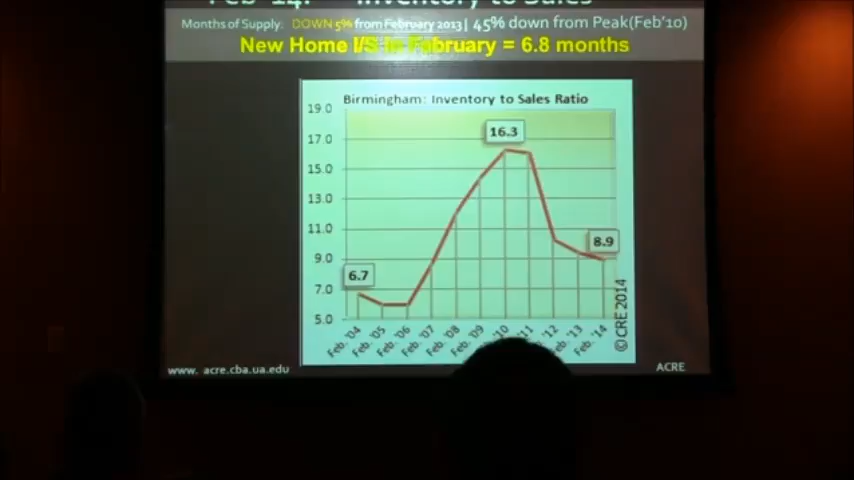 Feb '14: Inventory to Sales
Months of Supply: DOWN 5% from February 2013 | 45% down from Peak(Feb'10)
New Home I/S in February = 6.8 months
Birmingham: Inventory to Sales Ratio
19.0
17.0
15.0
13.0
11.0
9.0
7.0
5.0
16.3
8.9
6.7
Feb. '04
Feb. '05
Feb. '06
Feb. '07
Feb. '08
Feb. '09
'10
'11
'12
Feb. '13
Feb. '14
© CRE 2014
www. acre.cba.ua.edu
ACRE